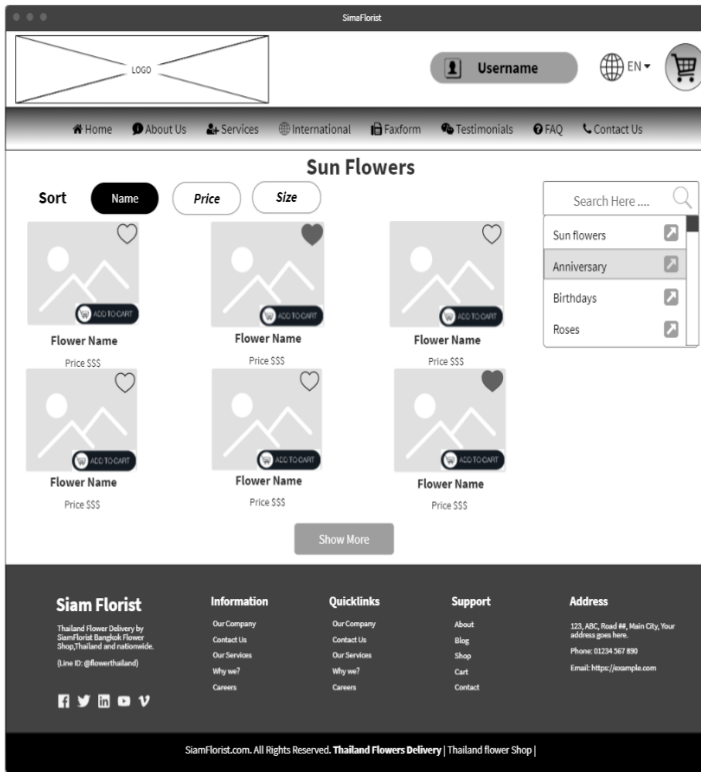 SimaFlorist
LOGO
Username
EN
Home About Us Services International Faxform Testimonials FAQ Contact Us
Sun Flowers
Sort Name Price Size
Search Here ....
Sun flowers
Anniversary
Birthdays
Roses
ADD TO CART ADD TO CART ADD TO CART
Flower Name Flower Name Flower Name
Price $$$ Price $$$ Price $$$
ADD TO CART ADD TO CART ADD TO CART
Flower Name Flower Name Flower Name
Price $$$ Price $$$ Price $$$
Show More
Siam Florist
Thailand Flower Delivery by
SiamFlorist Bangkok Flower
Shop,Thailand and nationwide.
(Line ID: @flowerthailand)
Information
Our Company
Contact Us
Our Services
Why we?
Careers
Quicklinks
Our Company
Contact Us
Our Services
Why we?
Careers
Support
About
Blog
Shop
Cart
Contact
Address
123, ABC, Road ##, Main City, Your
address goes here.
Phone: 01234 567 890
Email: https://example.com
SiamFlorist.com. All Rights Reserved. Thailand Flowers Delivery | Thailand flower Shop |